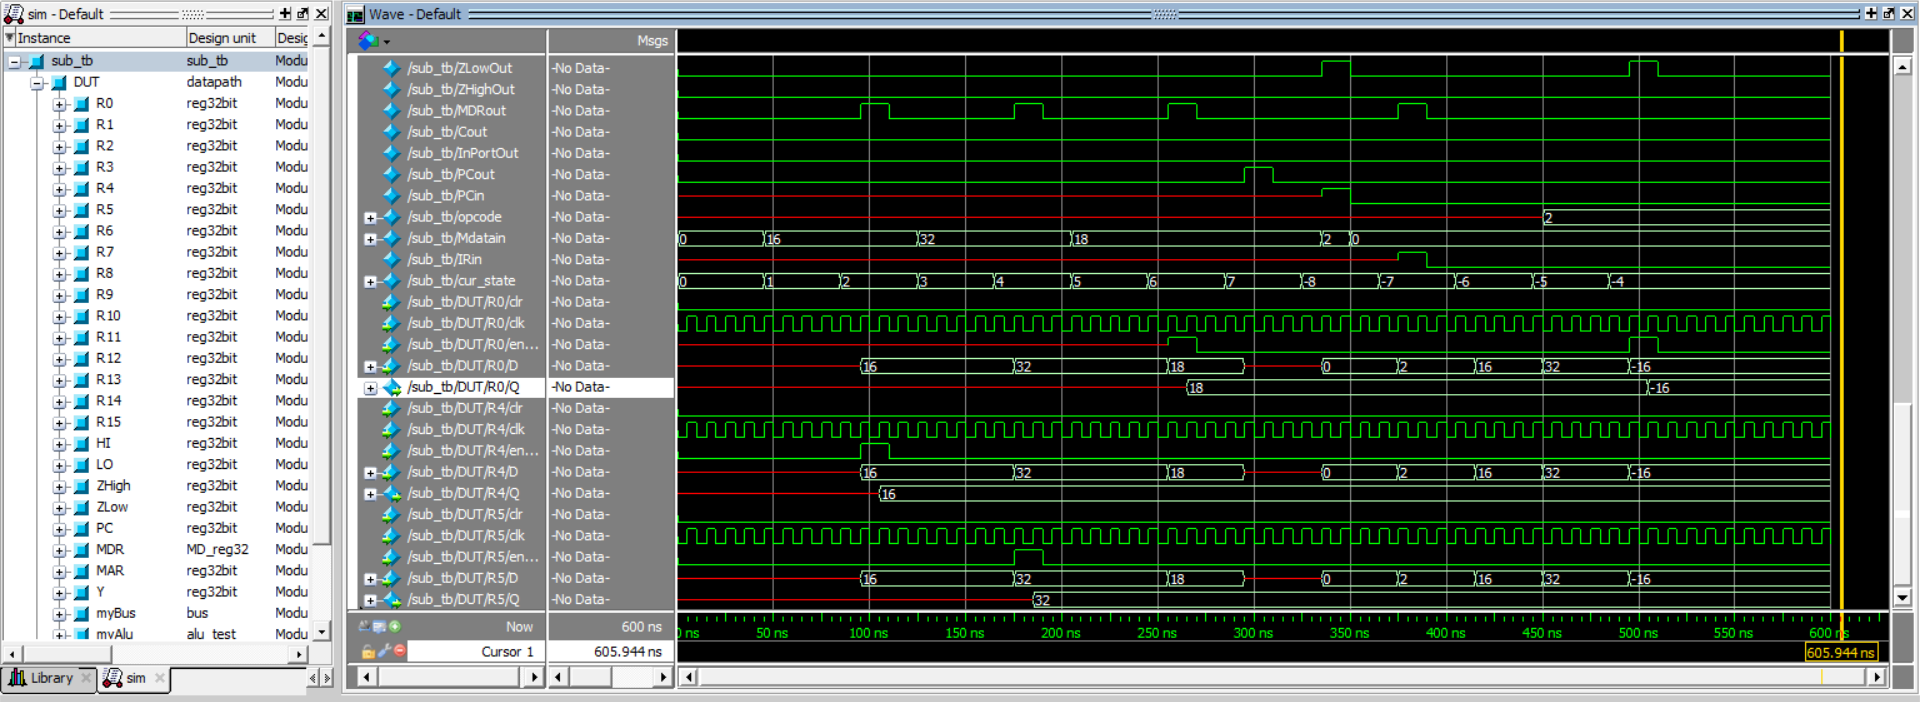 sim - Default
Instance Design unit Desig
sub_tb sub_tb Modu
DUT datapath Modu
R0 reg32bit Modu
R1 reg32bit Modu
R2 reg32bit Modu
R3 reg32bit Modu
R4 reg32bit Modu
R5 reg32bit Modu
R6 reg32bit Modu
R7 reg32bit Modu
R8 reg32bit Modu
R9 reg32bit Modu
R10 reg32bit Modu
R11 reg32bit Modu
R12 reg32bit Modu
R13 reg32bit Modu
R14 reg32bit Modu
R15 reg32bit Modu
HI reg32bit Modu
LO reg32bit Modu
ZHigh reg32bit Modu
ZLow reg32bit Modu
PC reg32bit Modu
MDR MD_reg32 Modu
MAR reg32bit Modu
Y reg32bit Modu
myBus bus Modu
myAlu alu_test Modu
Library sim
Wave - Default
Msgs
/sub_tb/ZLowOut -No Data-
/sub_tb/ZHighOut -No Data-
/sub_tb/MDRout -No Data-
/sub_tb/Cout -No Data-
/sub_tb/InPortOut -No Data-
/sub_tb/PCout -No Data-
/sub_tb/PCin -No Data-
/sub_tb/opcode -No Data- 2
/sub_tb/Mdatain -No Data- 0 16 32 18 2 0
/sub_tb/IRin -No Data-
/sub_tb/cur_state -No Data- 0 1 2 3 4 5 6 7 -8 -7 -6 -5 -4
/sub_tb/DUT/R0/clr -No Data-
/sub_tb/DUT/R0/clk -No Data-
/sub_tb/DUT/R0/en... -No Data-
/sub_tb/DUT/R0/D -No Data- 16 32 18 0 2 16 32 -16
/sub_tb/DUT/R0/Q -No Data- 18 -16
/sub_tb/DUT/R4/clr -No Data-
/sub_tb/DUT/R4/clk -No Data-
/sub_tb/DUT/R4/en... -No Data-
/sub_tb/DUT/R4/D -No Data- 16 32 18 0 2 16 32 -16
/sub_tb/DUT/R4/Q -No Data- 16
/sub_tb/DUT/R5/clr -No Data-
/sub_tb/DUT/R5/clk -No Data-
/sub_tb/DUT/R5/en... -No Data-
/sub_tb/DUT/R5/D -No Data- 16 32 18 0 2 16 32 -16
/sub_tb/DUT/R5/Q -No Data- 32
Now 600 ns ns 50 ns 100 ns 150 ns 200 ns 250 ns 300 ns 350 ns 400 ns 450 ns 500 ns 550 ns 600 ns
Cursor 1 605.944 ns 605.944 ns